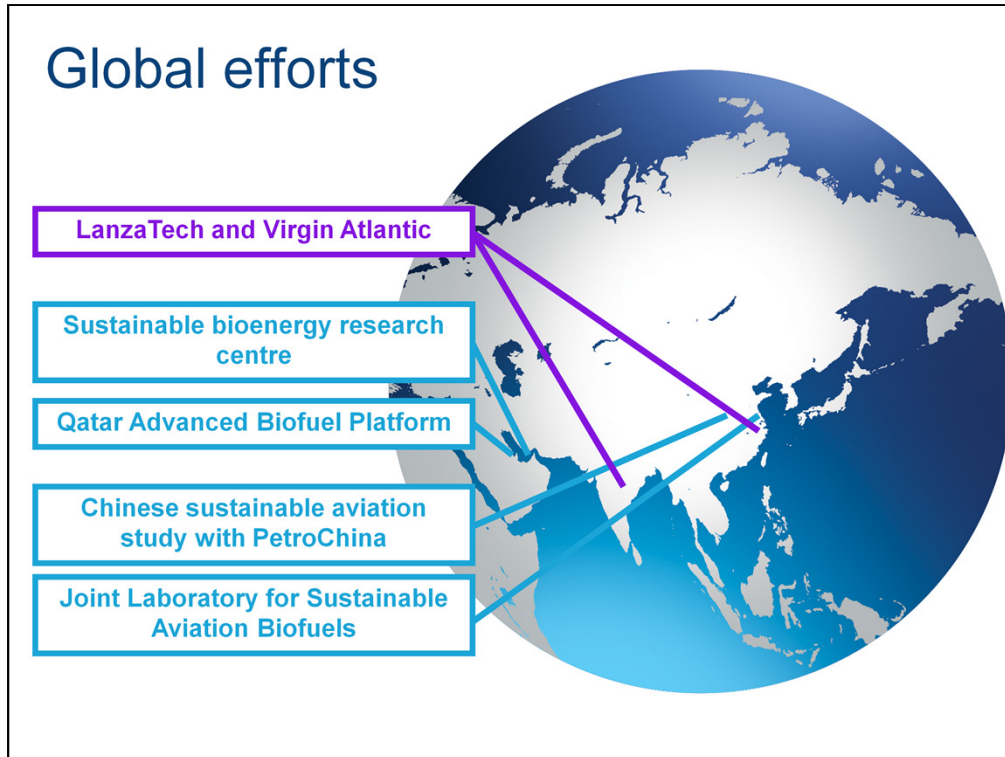 Global efforts
LanzaTech and Virgin Atlantic
Sustainable bioenergy research
centre
Qatar Advanced Biofuel Platform
Chinese sustainable aviation
study with PetroChina
Joint Laboratory for Sustainable
Aviation Biofuels